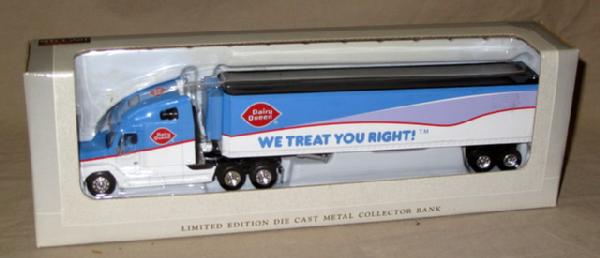 Dairy
Queen
WE TREAT YOU RIGHT!™
Dairy
Queen
LIMITED EDITION DIE CAST METAL COLLECTOR BANK